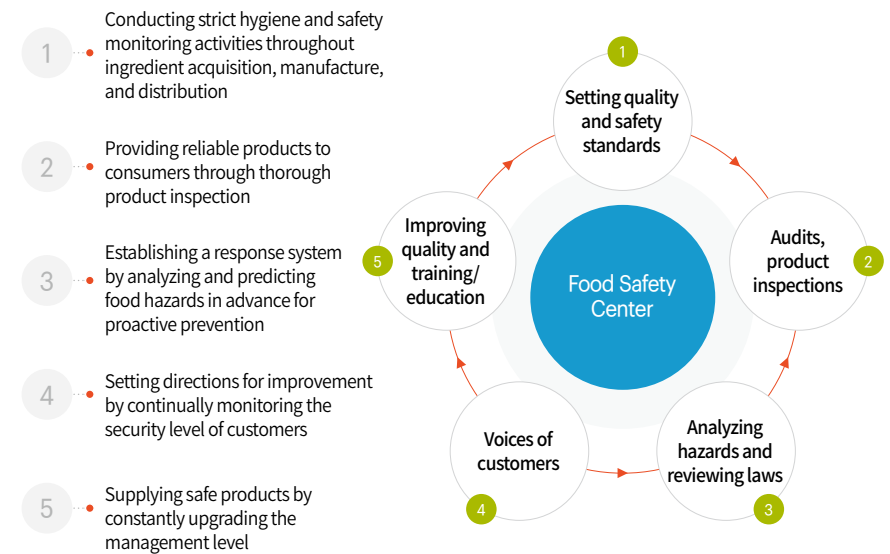 1
Conducting strict hygiene and safety
monitoring activities throughout
ingredient acquisition, manufacture,
and distribution
2
Providing reliable products to
consumers through thorough
product inspection
3
Establishing a response system
by analyzing and predicting
food hazards in advance for
proactive prevention
4
Setting directions for improvement
by continually monitoring the
security level of customers
5
Supplying safe products by
constantly upgrading the
management level
1
Setting quality
and safety
standards
Audits,
product
inspections
2
Analyzing
hazards and
reviewing laws
3
Voices of
customers
4
Improving
quality and
training/
education
5
Food Safety
Center